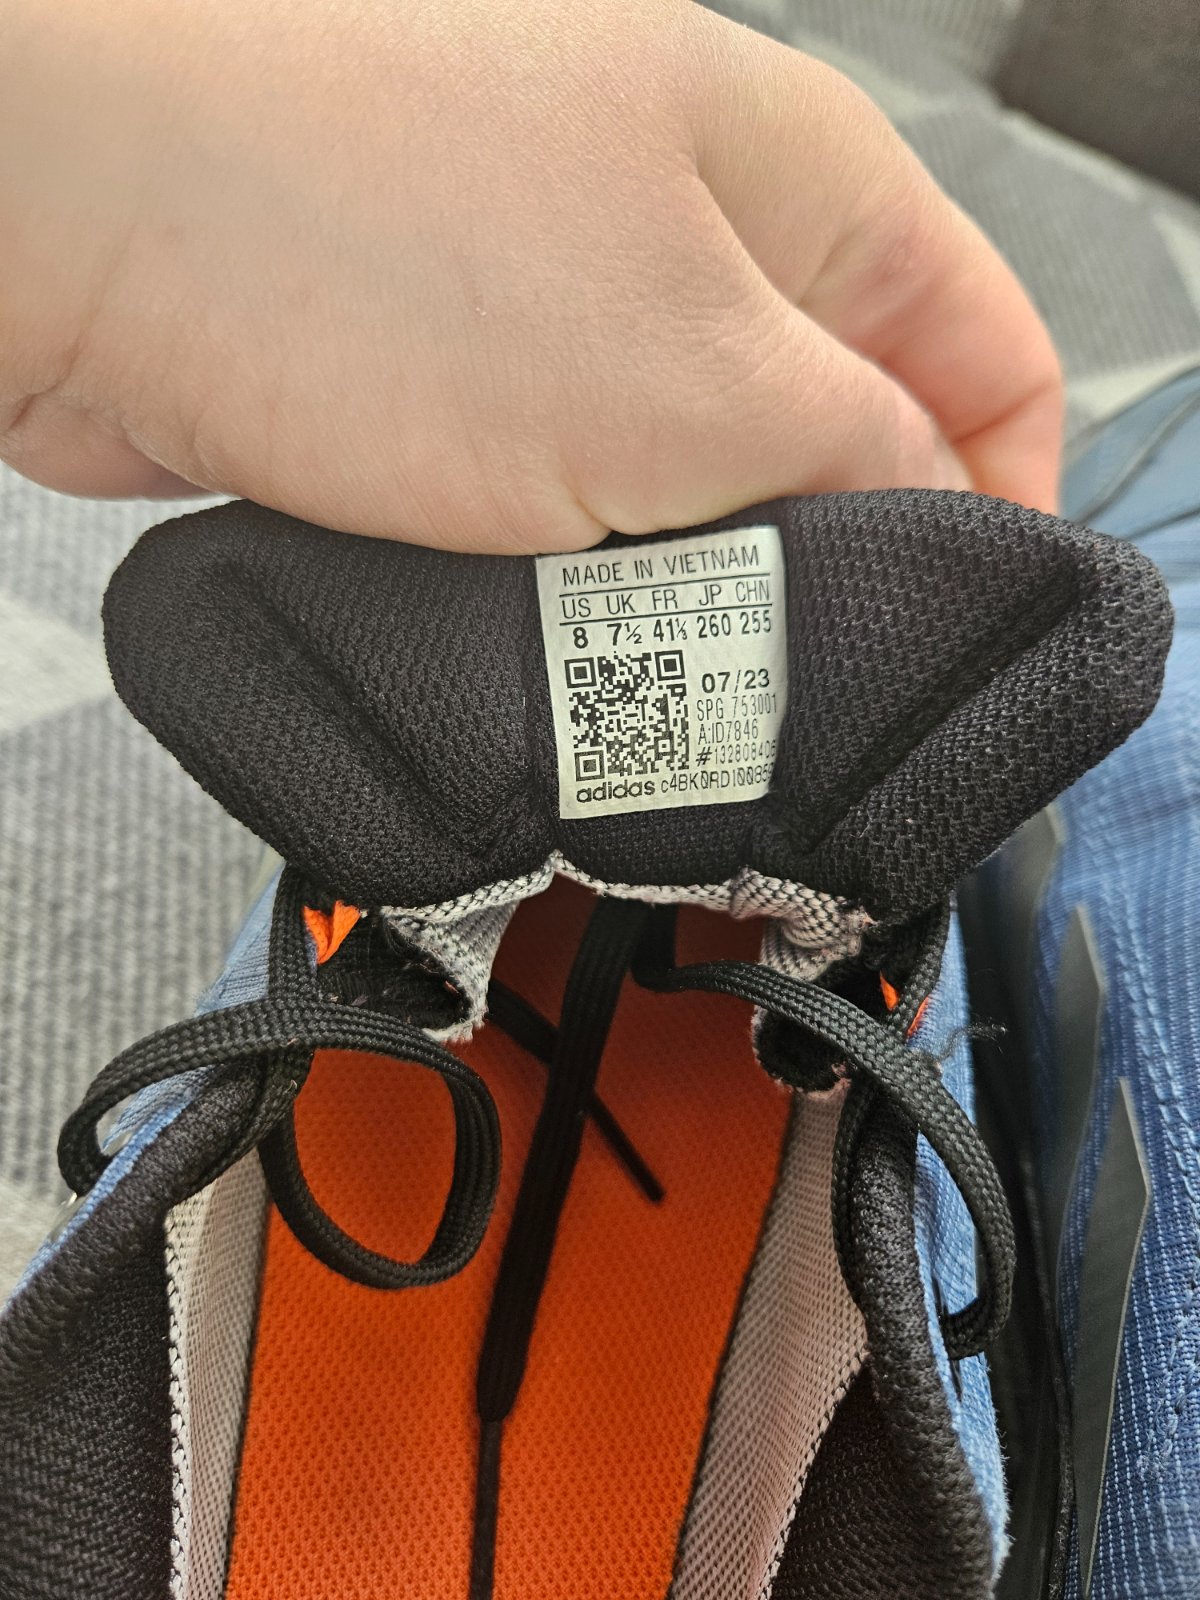 MADE IN VIETNAM
US UK FR JP CHN
8 7½ 41⅓ 260 255
07/23
SPG 753001
A:ID7846
#132808406
adidas